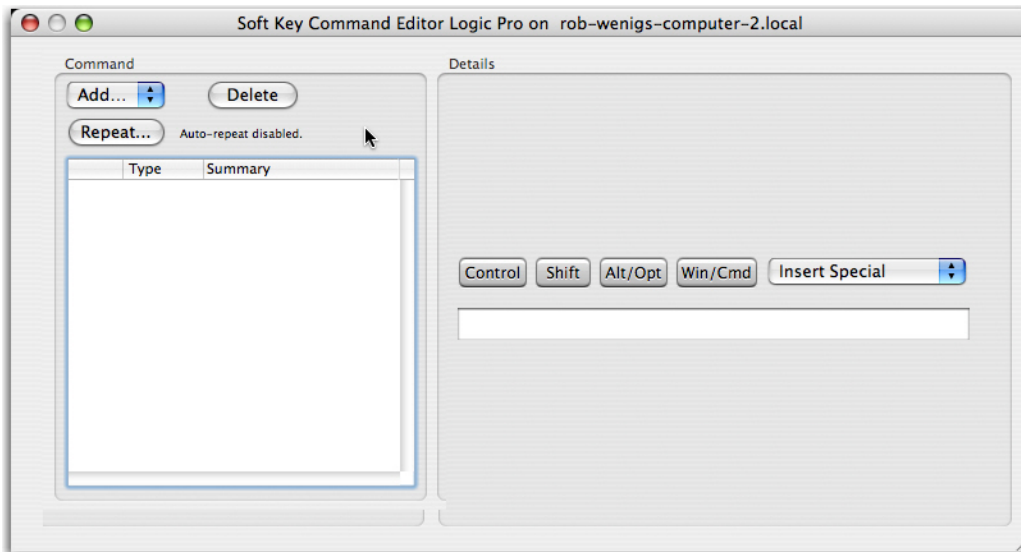 Soft Key Command Editor Logic Pro on rob-wenigs-computer-2.local
Command
Add...
Delete
Repeat...
Auto-repeat disabled.
Type Summary
Details
Control Shift Alt/Opt Win/Cmd Insert Special